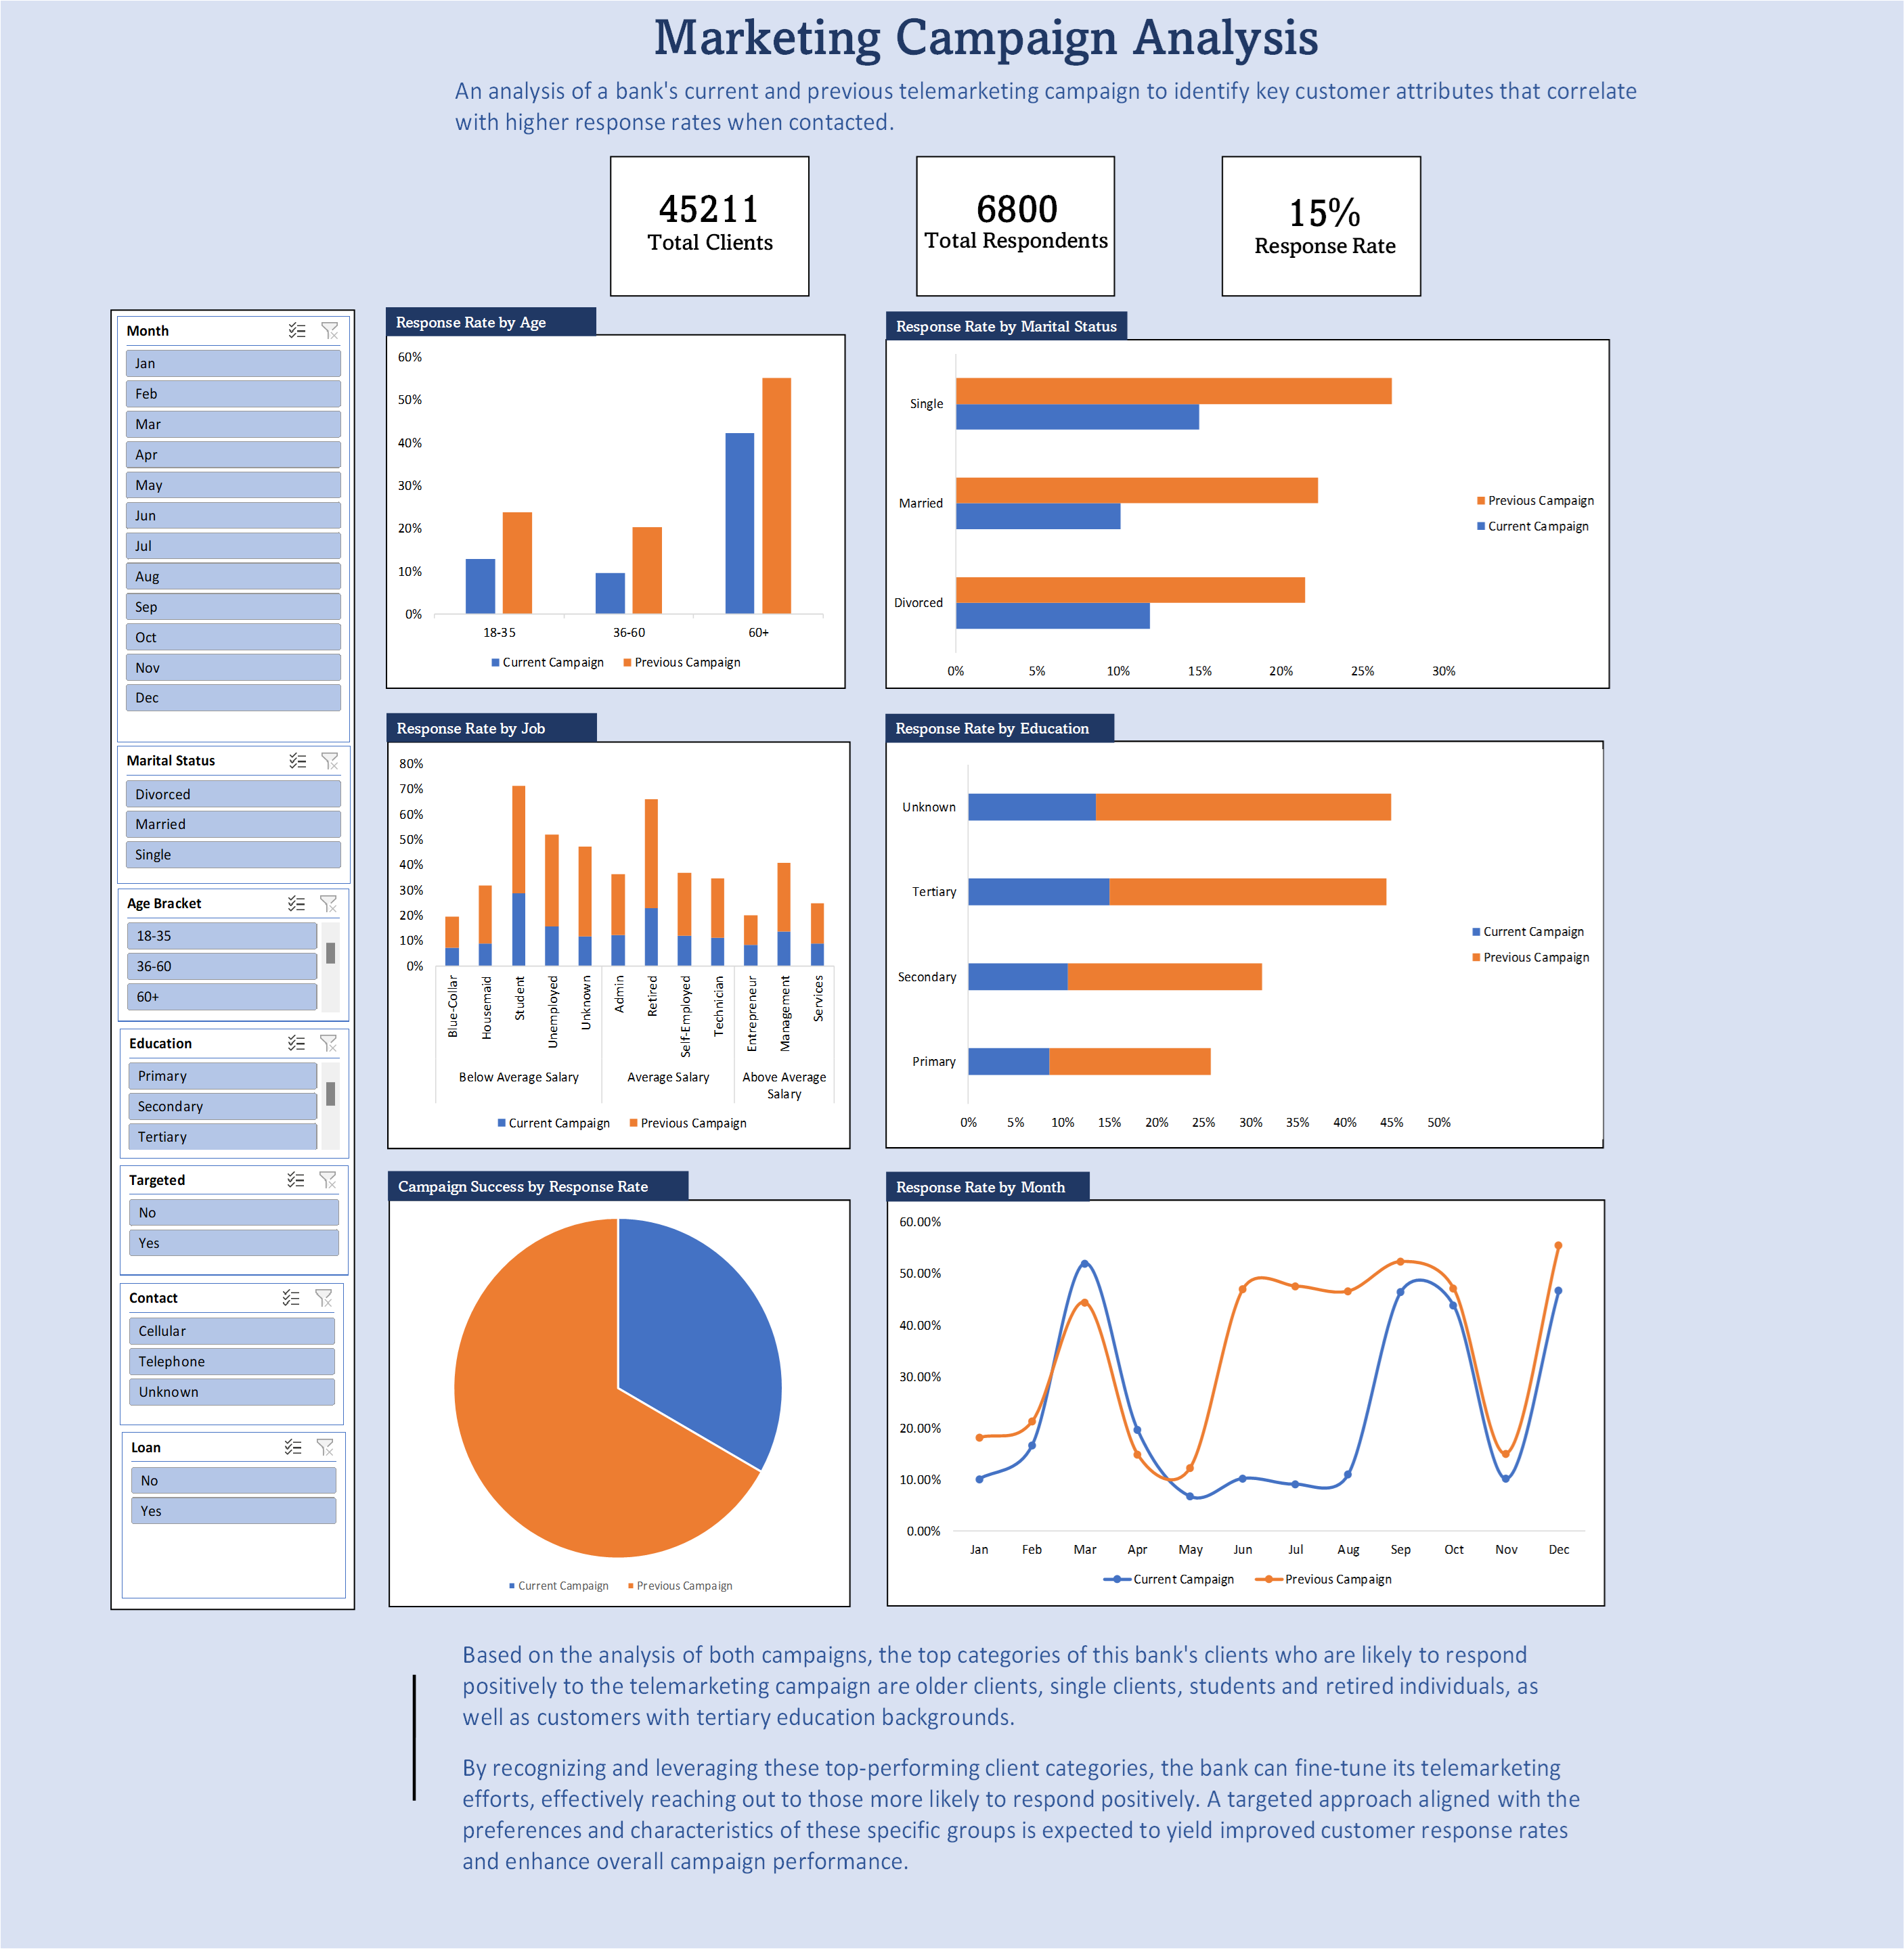 Marketing Campaign Analysis
An analysis of a bank's current and previous telemarketing campaign to identify key customer attributes that correlate
with higher response rates when contacted.
45211
Total Clients
6800
Total Respondents
15%
Response Rate
Month
Jan
Feb
Mar
Apr
May
Jun
Jul
Aug
Sep
Oct
Nov
Dec
Marital Status
Divorced
Married
Single
Age Bracket
18-35
36-60
60+
Education
Primary
Secondary
Tertiary
Targeted
No
Yes
Contact
Cellular
Telephone
Unknown
Loan
No
Yes
Response Rate by Age
60%
50%
40%
30%
20%
10%
0%
18-35 36-60 60+
Current Campaign Previous Campaign
Response Rate by Marital Status
Single
Married
Divorced
0% 5% 10% 15% 20% 25% 30%
Previous Campaign
Current Campaign
Response Rate by Job
80%
70%
60%
50%
40%
30%
20%
10%
0%
Blue-Collar
Housemaid
Student
Unemployed
Unknown
Admin
Retired
Self-Employed
Technician
Entrepreneur
Management
Services
Below Average Salary Average Salary Above Average
Salary
Current Campaign Previous Campaign
Response Rate by Education
Unknown
Tertiary
Secondary
Primary
0% 5% 10% 15% 20% 25% 30% 35% 40% 45% 50%
Current Campaign
Previous Campaign
Campaign Success by Response Rate
Current Campaign Previous Campaign
Response Rate by Month
60.00%
50.00%
40.00%
30.00%
20.00%
10.00%
0.00%
Jan Feb Mar Apr May Jun Jul Aug Sep Oct Nov Dec
Current Campaign Previous Campaign
Based on the analysis of both campaigns, the top categories of this bank's clients who are likely to respond
positively to the telemarketing campaign are older clients, single clients, students and retired individuals, as
well as customers with tertiary education backgrounds.
By recognizing and leveraging these top-performing client categories, the bank can fine-tune its telemarketing
efforts, effectively reaching out to those more likely to respond positively. A targeted approach aligned with the
preferences and characteristics of these specific groups is expected to yield improved customer response rates
and enhance overall campaign performance.